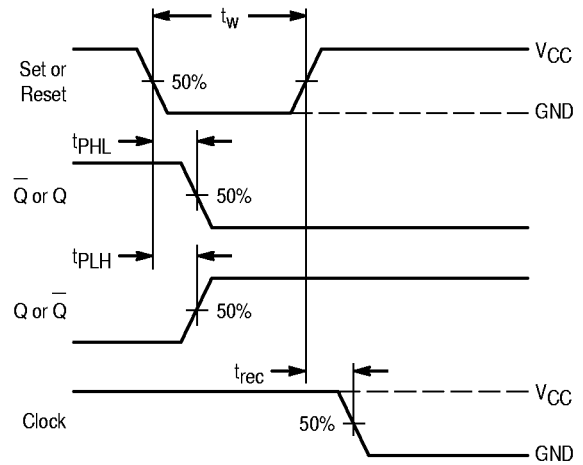 tw
VCC
Set or
Reset
50%
GND
tPHL
Q̅ or Q
50%
tPLH
Q or Q̅
50%
trec
VCC
Clock
50%
GND